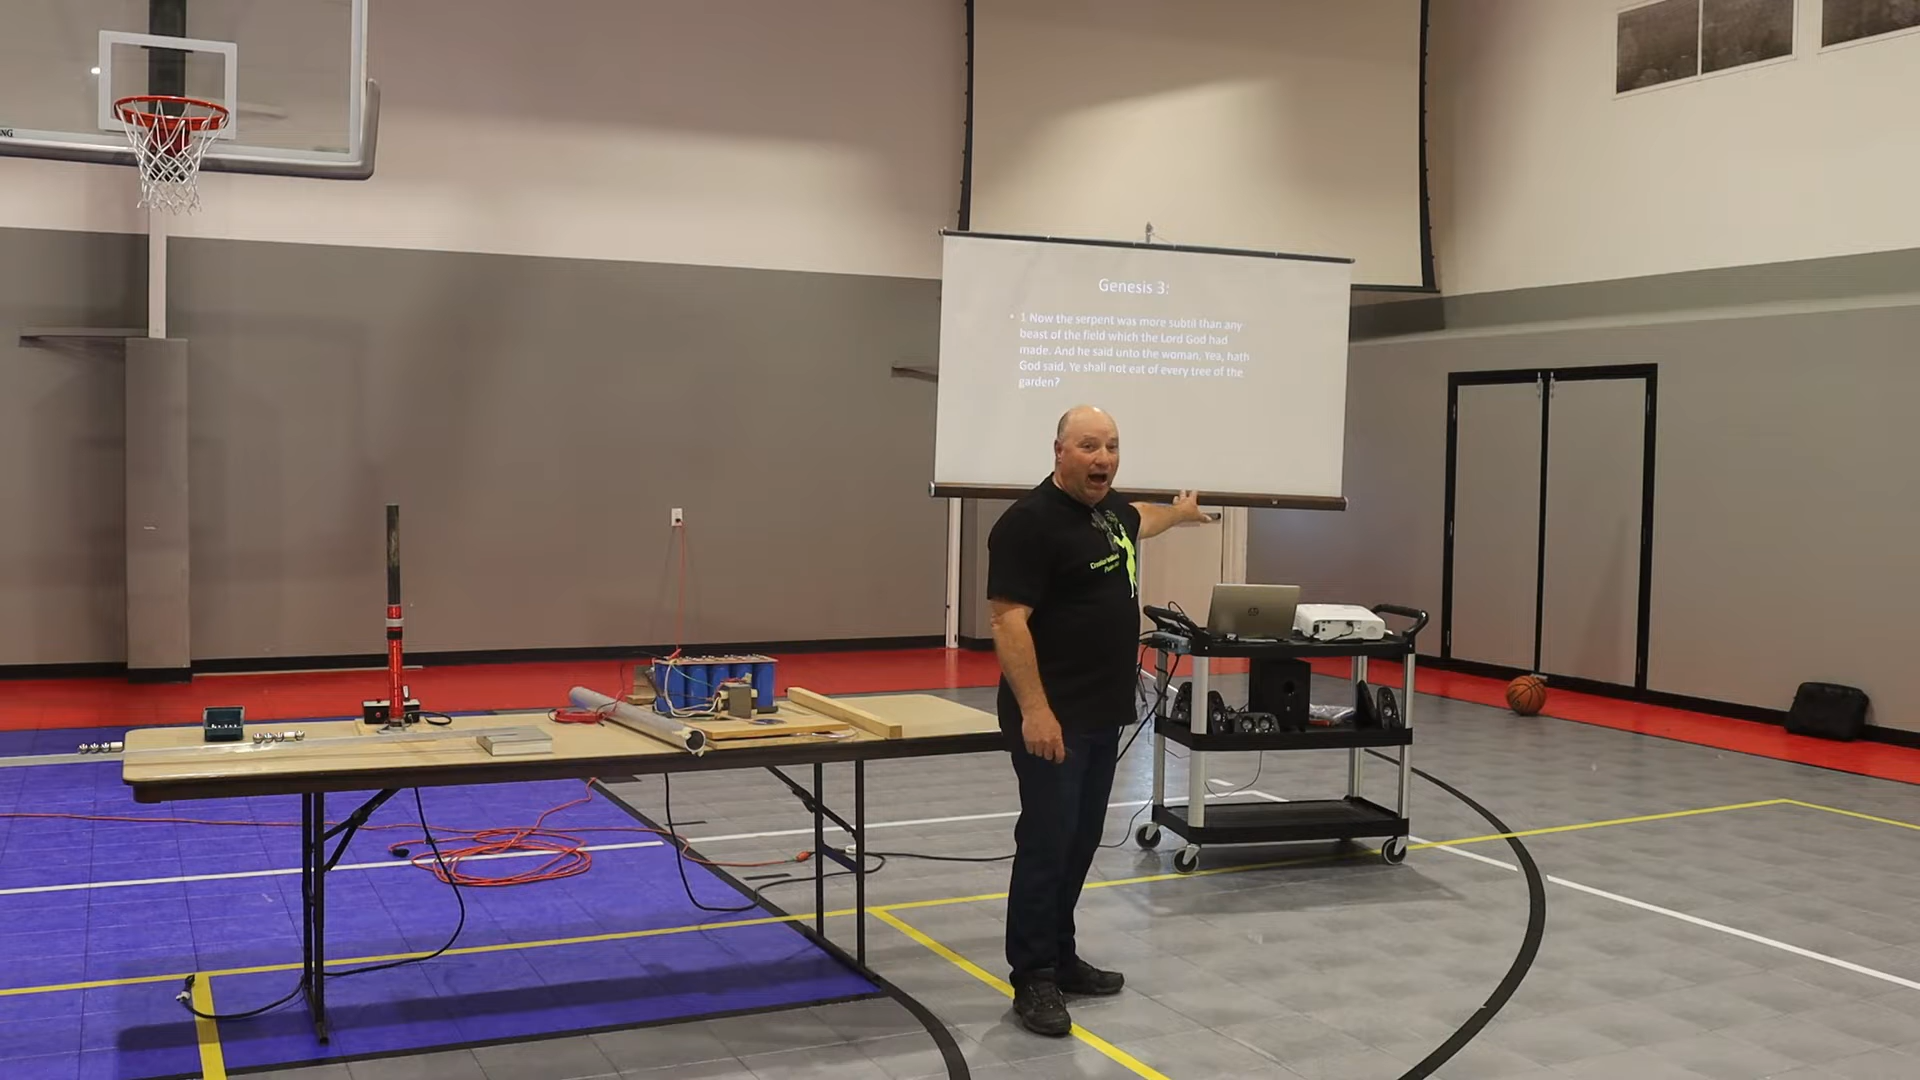 NG
Genesis 3:
• 1 Now the serpent was more subtil than any
beast of the field which the Lord God had
made. And he said unto the woman, Yea, hath
God said, Ye shall not eat of every tree of the
garden?